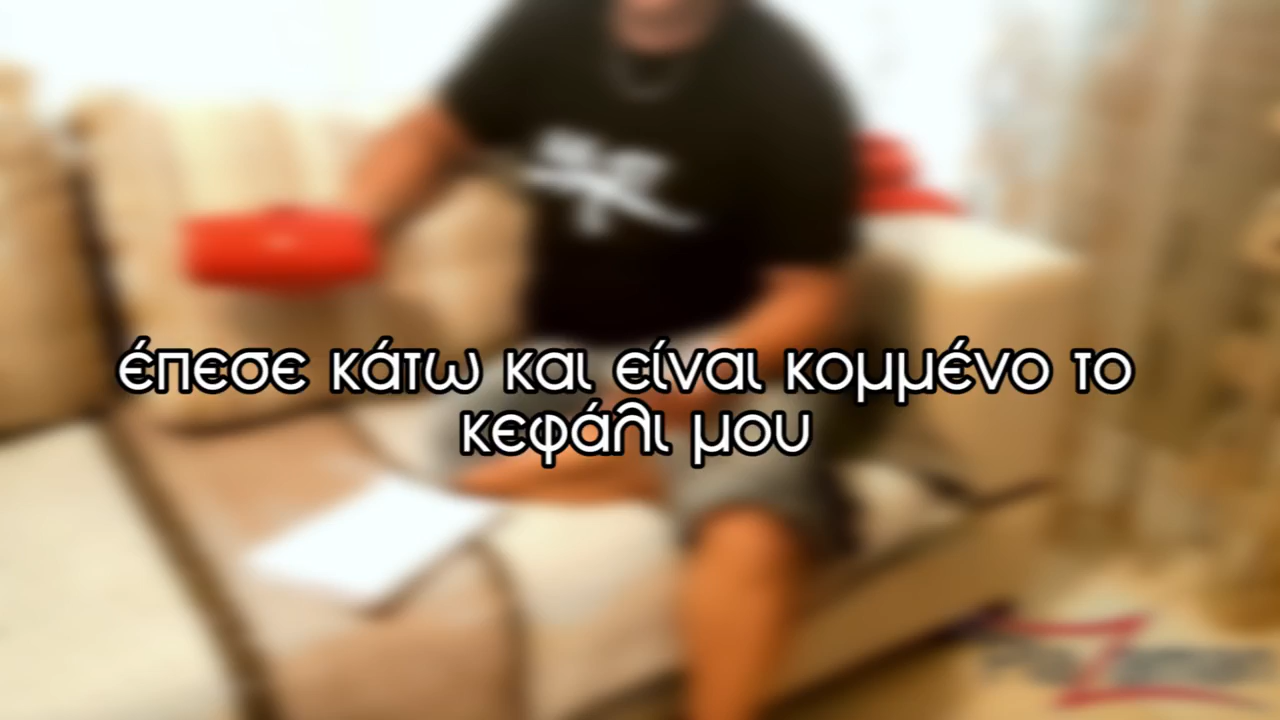 έπεσε κάτω και είναι κομμένο το
κεφάλι μου